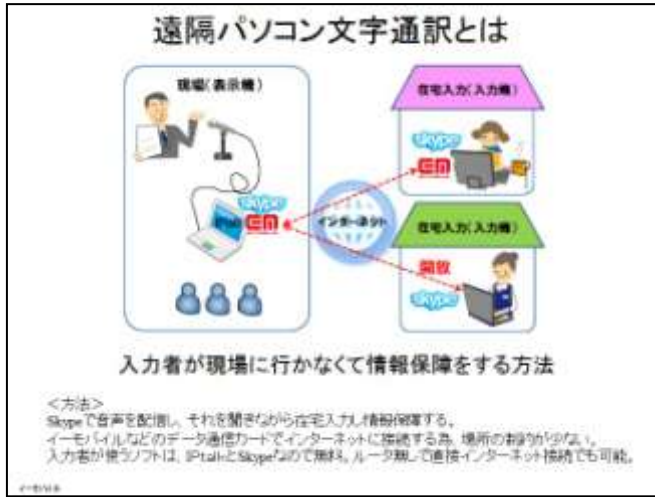 遠隔パソコン文字通訳とは
現場(表示機)
在宅入力(入力機)
skype
skype
IPtalk
インターネット
在宅入力(入力機)
開放
skype
入力者が現場に行かなくて情報保障をする方法
<方法>
Skypeで音声を配信し、それを聞きながら在宅入力し情報保障する。
イーモバイルなどのデータ通信カードでインターネットに接続する為、場所の制約が少ない。
入力者が使うソフトは、IPtalkとSkypeなので無料。ルータ無しで直接インターネット接続でも可能。